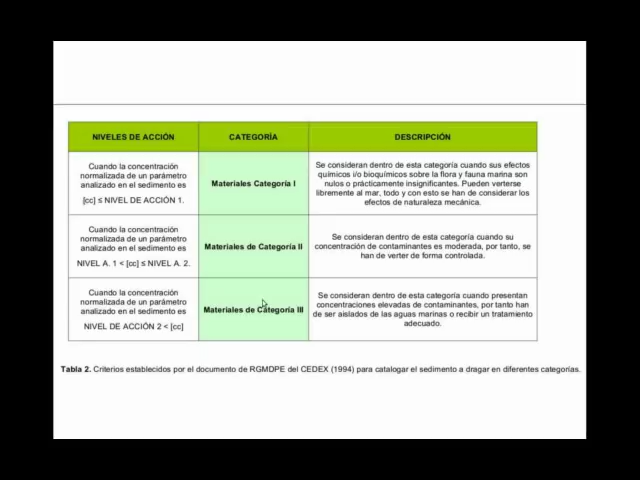 NIVELES DE ACCIÓN
CATEGORÍA
DESCRIPCIÓN
Cuando la concentración
normalizada de un parámetro
analizado en el sedimento es
[cc] ≤ NIVEL DE ACCIÓN 1.
Materiales Categoría I
Se consideran dentro de esta categoría cuando sus efectos
químicos i/o bioquímicos sobre la flora y fauna marina son
nulos o prácticamente insignificantes. Pueden verterse
libremente al mar, todo y con esto se han de considerar los
efectos de naturaleza mecánica.
Cuando la concentración
normalizada de un parámetro
analizado en el sedimento es
NIVEL A. 1 < [cc] ≤ NIVEL A. 2.
Materiales de Categoría II
Se consideran dentro de esta categoría cuando su
concentración de contaminantes es moderada, por tanto, se
han de verter de forma controlada.
Cuando la concentración
normalizada de un parámetro
analizado en el sedimento es
NIVEL DE ACCIÓN 2 < [cc]
Materiales de Categoría III
Se consideran dentro de esta categoría cuando presentan
concentraciones elevadas de contaminantes, por tanto han
de ser aislados de las aguas marinas o recibir un tratamiento
adecuado.
Tabla 2. Criterios establecidos por el documento de RGMDPE del CEDEX (1994) para catalogar el sedimento a dragar en diferentes categorías.